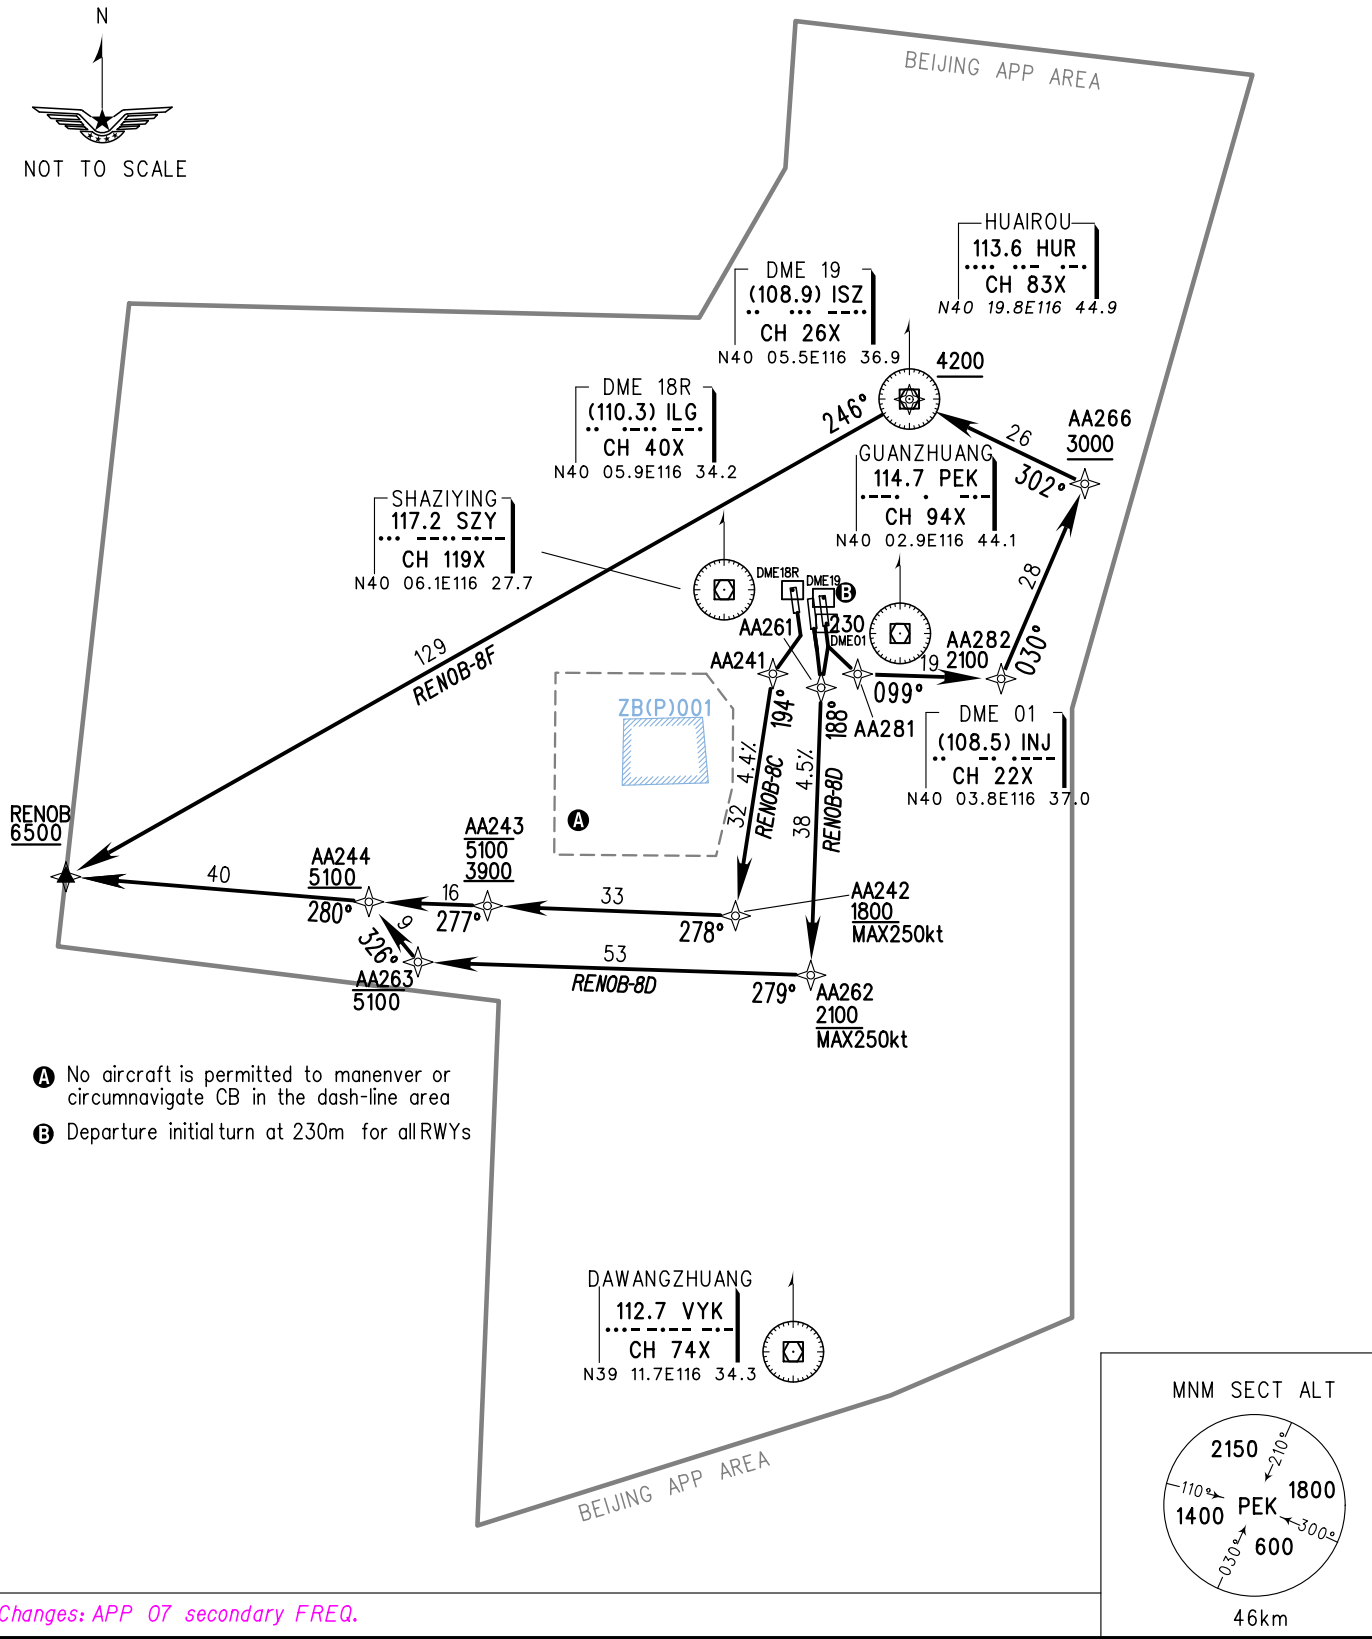 N
NOT TO SCALE
BEIJING APP AREA
HUAIROU
113.6 HUR
CH 83X
N40 19.8E116 44.9
DME 19
(108.9) ISZ
CH 26X
N40 05.5E116 36.9
4200
246°
DME 18R
(110.3) ILG
CH 40X
N40 05.9E116 34.2
AA266
3000
26
302°
GUANZHUANG
114.7 PEK
CH 94X
N40 02.9E116 44.1
SHAZIYING
117.2 SZY
CH 119X
N40 06.1E116 27.7
28
030°
DME18R
DME19
B
230
DME01
AA261
AA241
AA282
2100
19
099°
AA281
129
RENOB-8F
ZB(P)001
A
194°
188°
4.4%
RENOB-8C
32
4.5%
RENOB-8D
38
DME 01
(108.5) INJ
CH 22X
N40 03.8E116 37.0
RENOB
6500
40
AA244
5100
280°
AA243
5100
3900
16
277°
33
278°
AA242
1800
MAX250kt
9
326°
AA263
5100
53
RENOB-8D
279°
AA262
2100
MAX250kt
A No aircraft is permitted to manenver or
circumnavigate CB in the dash-line area
B Departure initial turn at 230m for all RWYs
DAWANGZHUANG
112.7 VYK
CH 74X
N39 11.7E116 34.3
BEIJING APP AREA
MNM SECT ALT
2150
210°
110°
1800
1400
PEK
300°
600
030°
46km
Changes: APP 07 secondary FREQ.